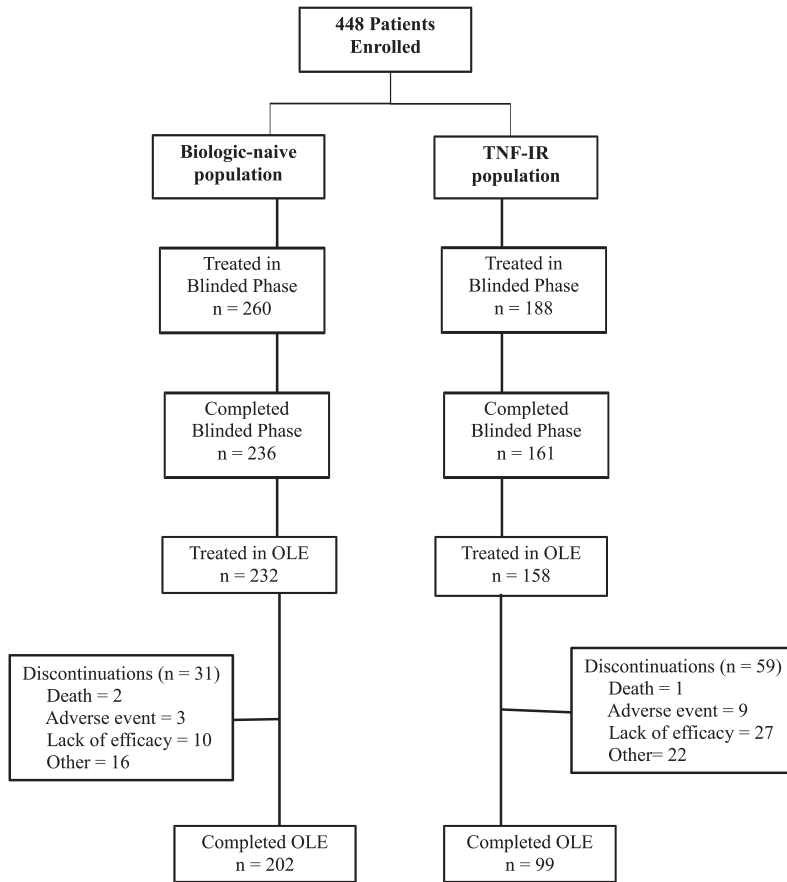 448 Patients
Enrolled
Biologic-naive
population
TNF-IR
population
Treated in
Blinded Phase
n = 260
Treated in
Blinded Phase
n = 188
Completed
Blinded Phase
n = 236
Completed
Blinded Phase
n = 161
Treated in OLE
n = 232
Treated in OLE
n = 158
Discontinuations (n = 31)
Death = 2
Adverse event = 3
Lack of efficacy = 10
Other = 16
Discontinuations (n = 59)
Death = 1
Adverse event = 9
Lack of efficacy = 27
Other= 22
Completed OLE
n = 202
Completed OLE
n = 99